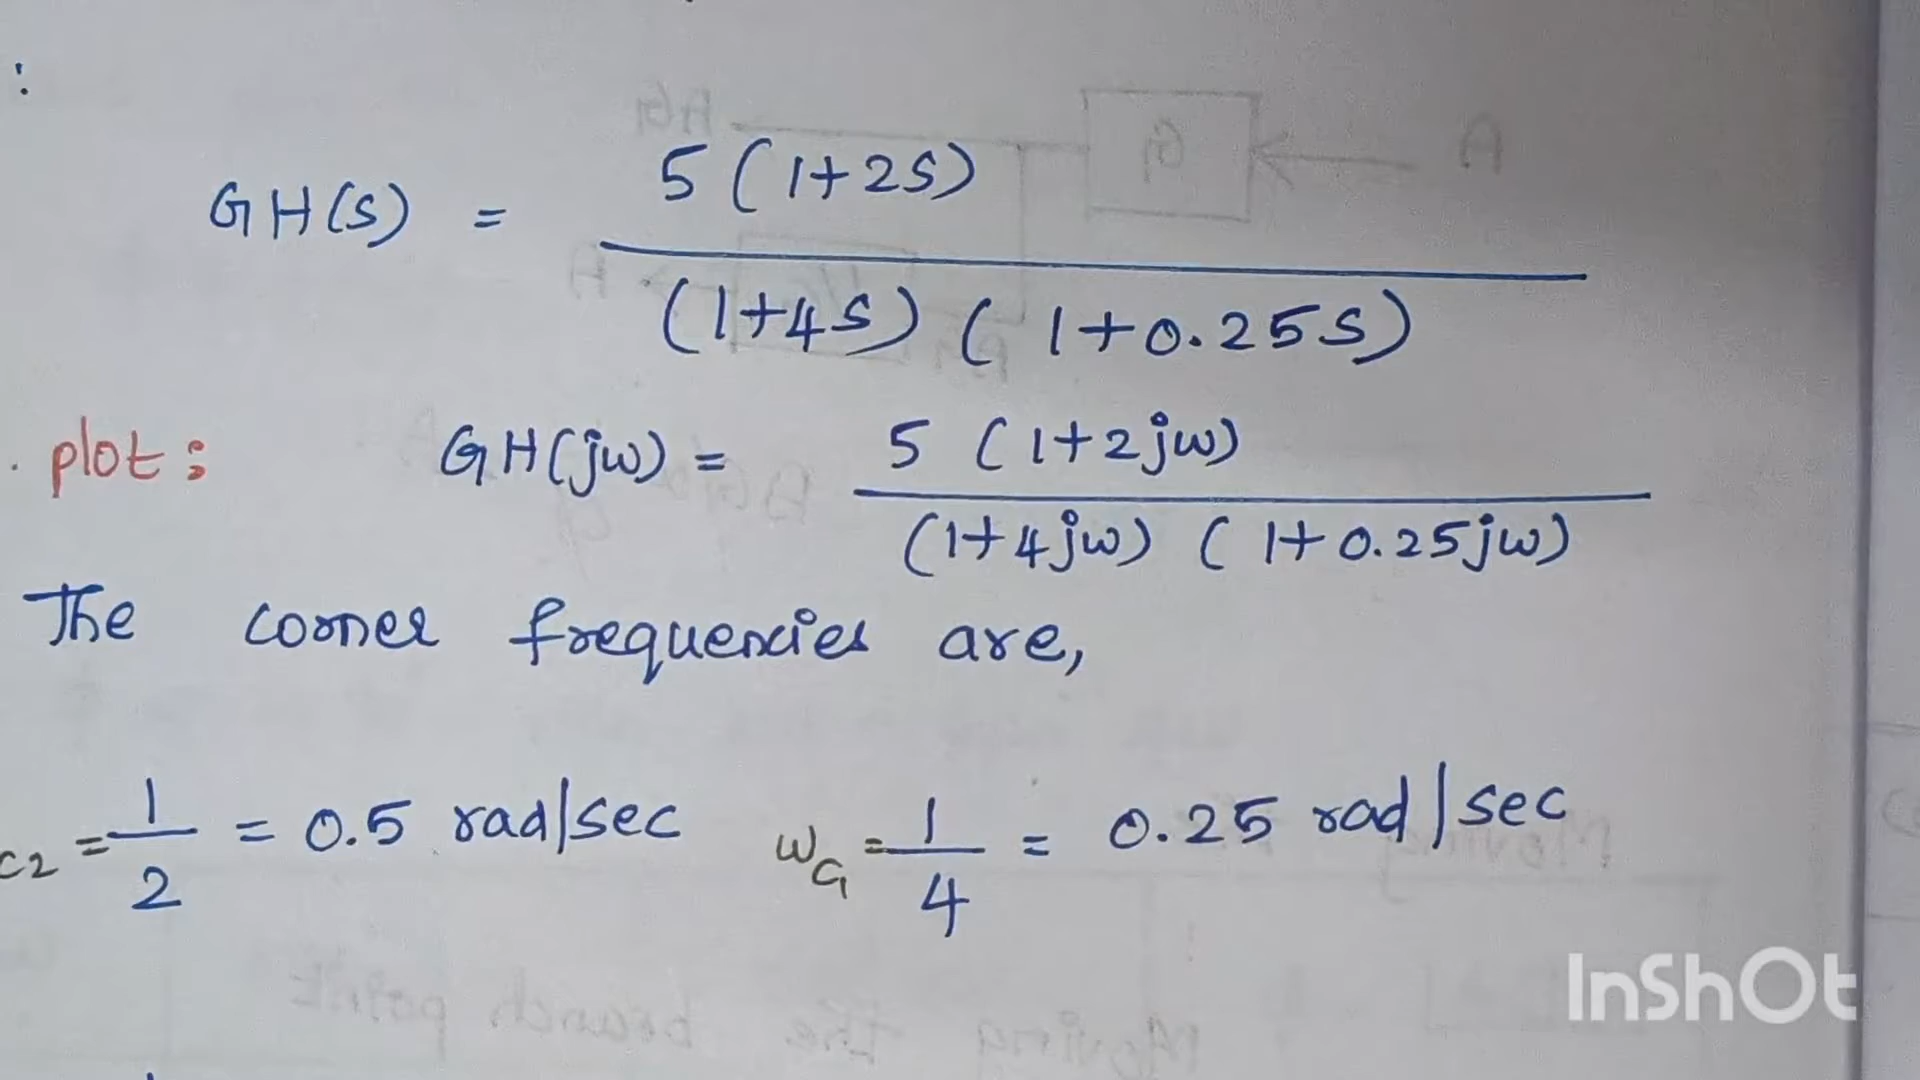 :
GH(s) = 5(1+2s) / (1+4s)(1+0.25s)
plot: GH(jω) = 5(1+2jω) / (1+4jω)(1+0.25jω)
The corner frequencies are,
c2 = 1/2 = 0.5 rad/sec ωc1 = 1/4 = 0.25 rad/sec
InShOt